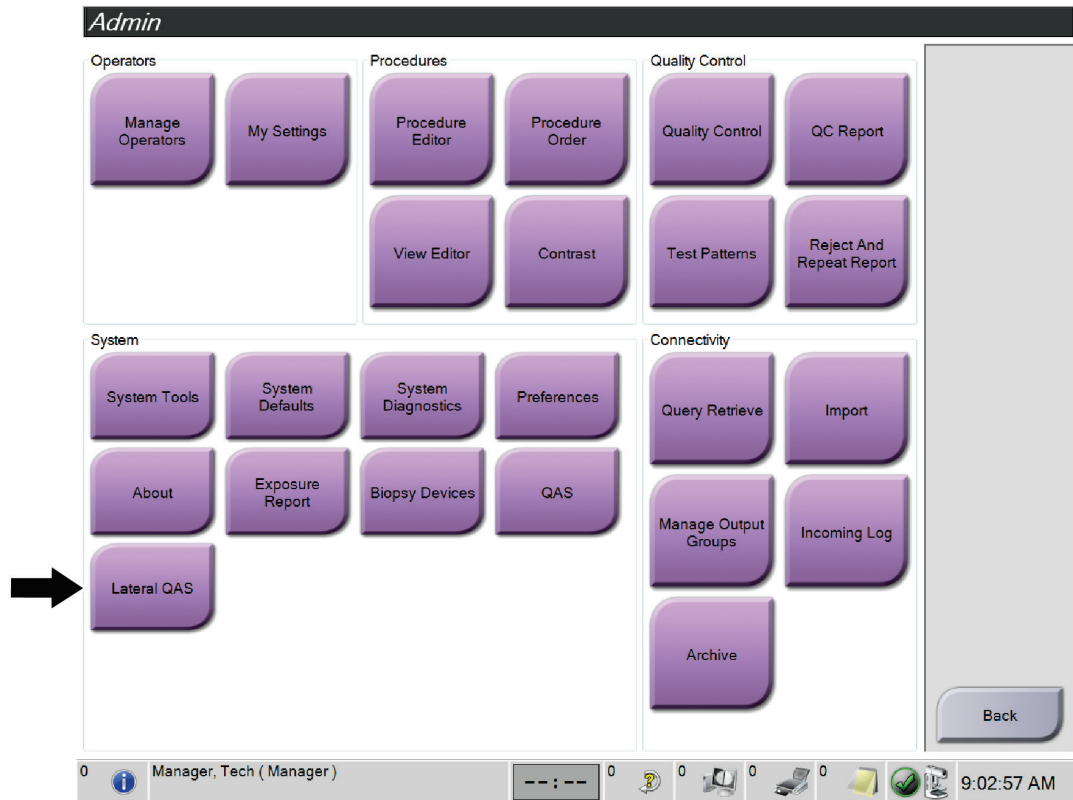 Admin
Operators
Manage
Operators
My Settings
Procedures
Procedure
Editor
Procedure
Order
View Editor
Contrast
Quality Control
Quality Control
QC Report
Test Patterns
Reject And
Repeat Report
System
System Tools
System
Defaults
System
Diagnostics
Preferences
About
Exposure
Report
Biopsy Devices
QAS
Lateral QAS
Connectivity
Query Retrieve
Import
Manage Output
Groups
Incoming Log
Archive
Back
0
Manager, Tech ( Manager )
--:--
0
0
0
0
9:02:57 AM